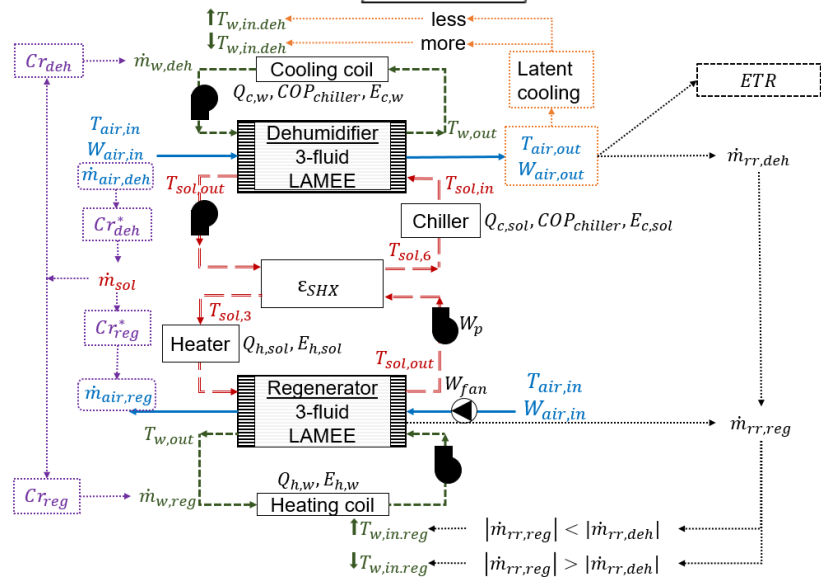 ↑T_w,in.deh less
↓T_w,in.deh more
Cr_deh ṁ_w,deh Cooling coil Latent cooling ETR
Q_c,w, COP_chiller, E_c,w
T_w,out
T_air,in Dehumidifier T_air,out
W_air,in 3-fluid W_air,out ṁ_rr,deh
ṁ_air,deh LAMEE
T_sol,out T_sol,in
Cr*_deh Chiller Q_c,sol, COP_chiller, E_c,sol
T_sol,6
ṁ_sol ε_SHX
T_sol,3
Cr*_reg W_p
Heater Q_h,sol, E_h,sol
T_sol,out
ṁ_air,reg Regenerator W_fan T_air,in
3-fluid W_air,in
LAMEE ṁ_rr,reg
T_w,out
Q_h,w, E_h,w
Cr_reg ṁ_w,reg Heating coil
↑T_w,in.reg |ṁ_rr,reg| < |ṁ_rr,deh|
↓T_w,in.reg |ṁ_rr,reg| > |ṁ_rr,deh|